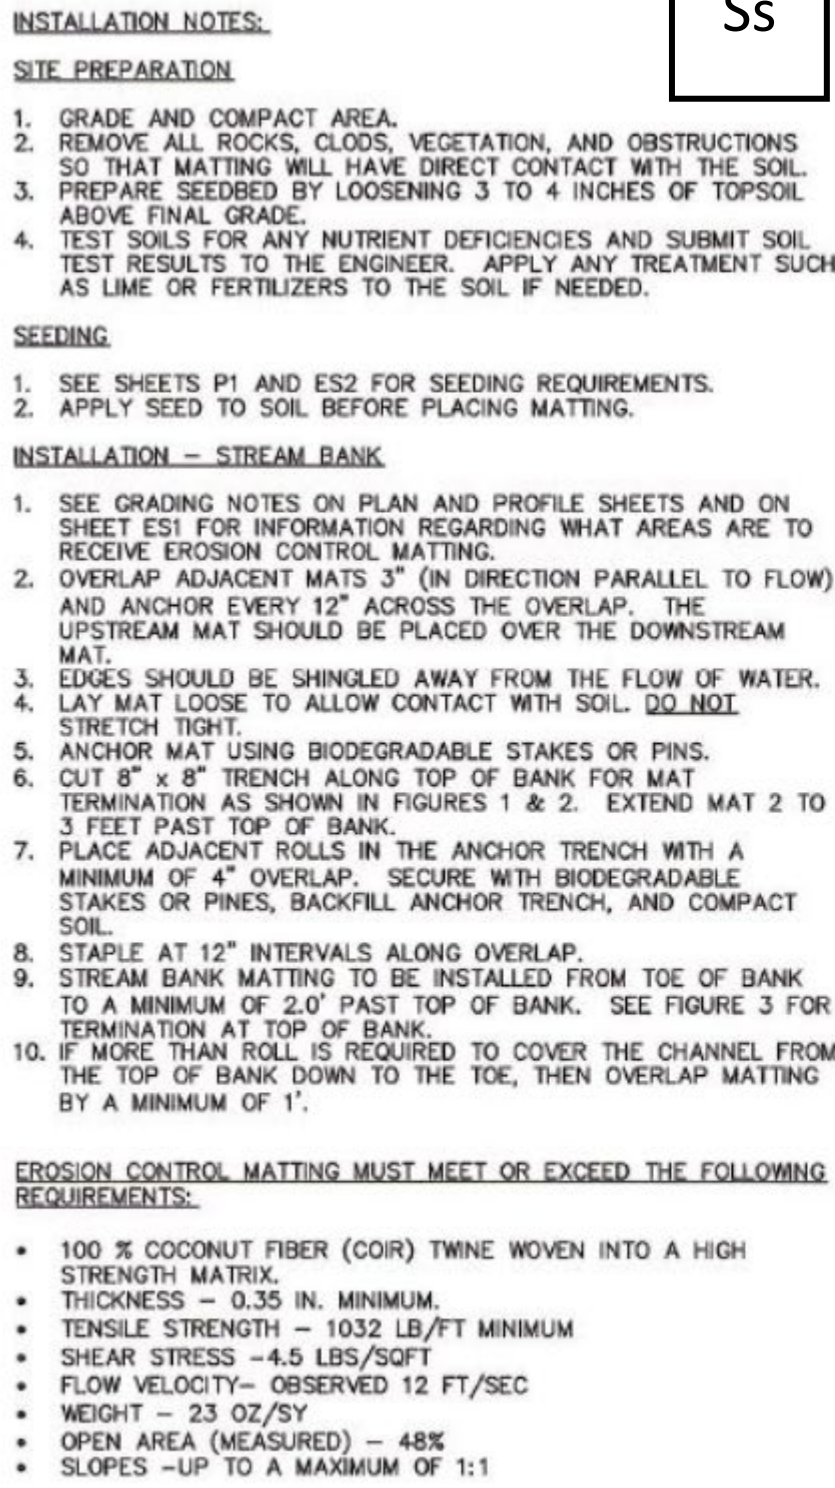 Ss
INSTALLATION NOTES:
SITE PREPARATION
1. GRADE AND COMPACT AREA.
2. REMOVE ALL ROCKS, CLODS, VEGETATION, AND OBSTRUCTIONS
SO THAT MATTING WILL HAVE DIRECT CONTACT WITH THE SOIL.
3. PREPARE SEEDBED BY LOOSENING 3 TO 4 INCHES OF TOPSOIL
ABOVE FINAL GRADE.
4. TEST SOILS FOR ANY NUTRIENT DEFICIENCIES AND SUBMIT SOIL
TEST RESULTS TO THE ENGINEER. APPLY ANY TREATMENT SUCH
AS LIME OR FERTILIZERS TO THE SOIL IF NEEDED.
SEEDING
1. SEE SHEETS P1 AND ES2 FOR SEEDING REQUIREMENTS.
2. APPLY SEED TO SOIL BEFORE PLACING MATTING.
INSTALLATION – STREAM BANK
1. SEE GRADING NOTES ON PLAN AND PROFILE SHEETS AND ON
SHEET ES1 FOR INFORMATION REGARDING WHAT AREAS ARE TO
RECEIVE EROSION CONTROL MATTING.
2. OVERLAP ADJACENT MATS 3" (IN DIRECTION PARALLEL TO FLOW)
AND ANCHOR EVERY 12" ACROSS THE OVERLAP. THE
UPSTREAM MAT SHOULD BE PLACED OVER THE DOWNSTREAM
MAT.
3. EDGES SHOULD BE SHINGLED AWAY FROM THE FLOW OF WATER.
4. LAY MAT LOOSE TO ALLOW CONTACT WITH SOIL. DO NOT
STRETCH TIGHT.
5. ANCHOR MAT USING BIODEGRADABLE STAKES OR PINS.
6. CUT 8" x 8" TRENCH ALONG TOP OF BANK FOR MAT
TERMINATION AS SHOWN IN FIGURES 1 & 2. EXTEND MAT 2 TO
3 FEET PAST TOP OF BANK.
7. PLACE ADJACENT ROLLS IN THE ANCHOR TRENCH WITH A
MINIMUM OF 4" OVERLAP. SECURE WITH BIODEGRADABLE
STAKES OR PINES, BACKFILL ANCHOR TRENCH, AND COMPACT
SOIL.
8. STAPLE AT 12" INTERVALS ALONG OVERLAP.
9. STREAM BANK MATTING TO BE INSTALLED FROM TOE OF BANK
TO A MINIMUM OF 2.0' PAST TOP OF BANK. SEE FIGURE 3 FOR
TERMINATION AT TOP OF BANK.
10. IF MORE THAN ROLL IS REQUIRED TO COVER THE CHANNEL FROM
THE TOP OF BANK DOWN TO THE TOE, THEN OVERLAP MATTING
BY A MINIMUM OF 1'.
EROSION CONTROL MATTING MUST MEET OR EXCEED THE FOLLOWING
REQUIREMENTS:
• 100 % COCONUT FIBER (COIR) TWINE WOVEN INTO A HIGH
STRENGTH MATRIX.
• THICKNESS – 0.35 IN. MINIMUM.
• TENSILE STRENGTH – 1032 LB/FT MINIMUM
• SHEAR STRESS –4.5 LBS/SQFT
• FLOW VELOCITY– OBSERVED 12 FT/SEC
• WEIGHT – 23 OZ/SY
• OPEN AREA (MEASURED) – 48%
• SLOPES –UP TO A MAXIMUM OF 1:1